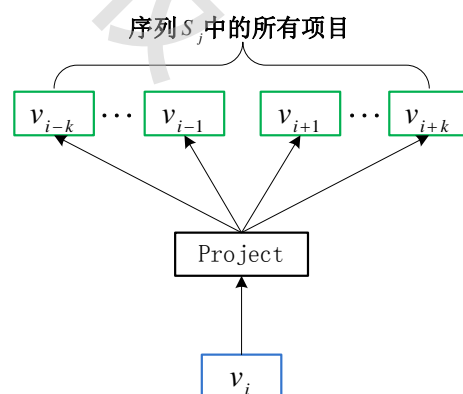 序列 S_j 中的所有项目
v_{i-k} ··· v_{i-1} v_{i+1} ··· v_{i+k}
Project
v_i